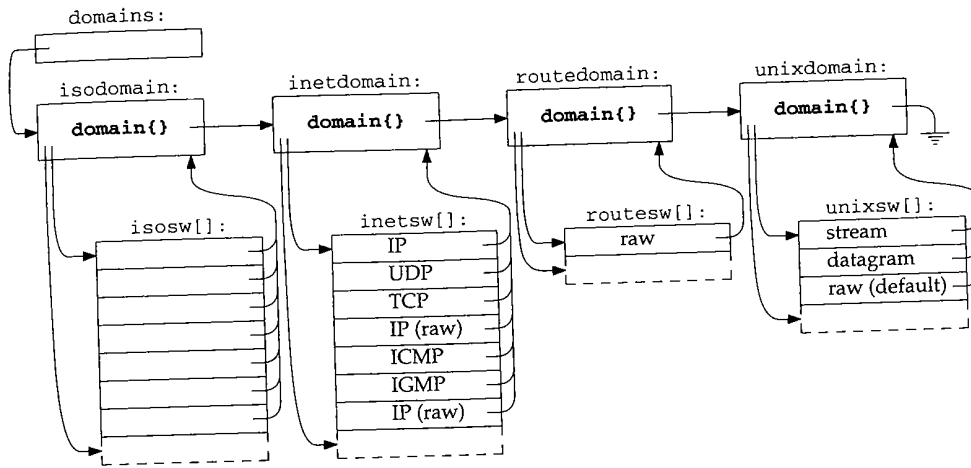 domains:
isodomain:
domain{}
inetdomain:
domain{}
routedomain:
domain{}
unixdomain:
domain{}
isosw[]:
inetsw[]:
IP
UDP
TCP
IP (raw)
ICMP
IGMP
IP (raw)
routesw[]:
raw
unixsw[]:
stream
datagram
raw (default)